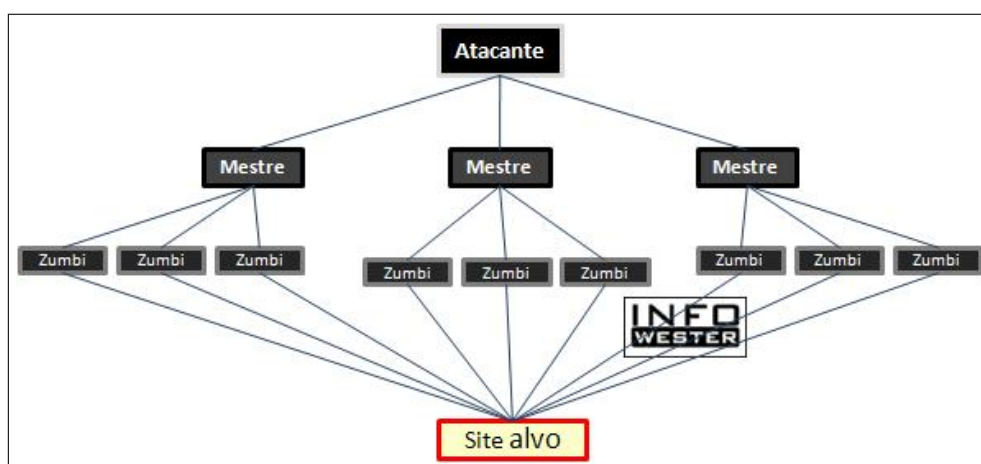 Atacante
Mestre Mestre Mestre
Zumbi Zumbi Zumbi Zumbi Zumbi Zumbi
Zumbi Zumbi Zumbi
INFO
WESTER
Site alvo